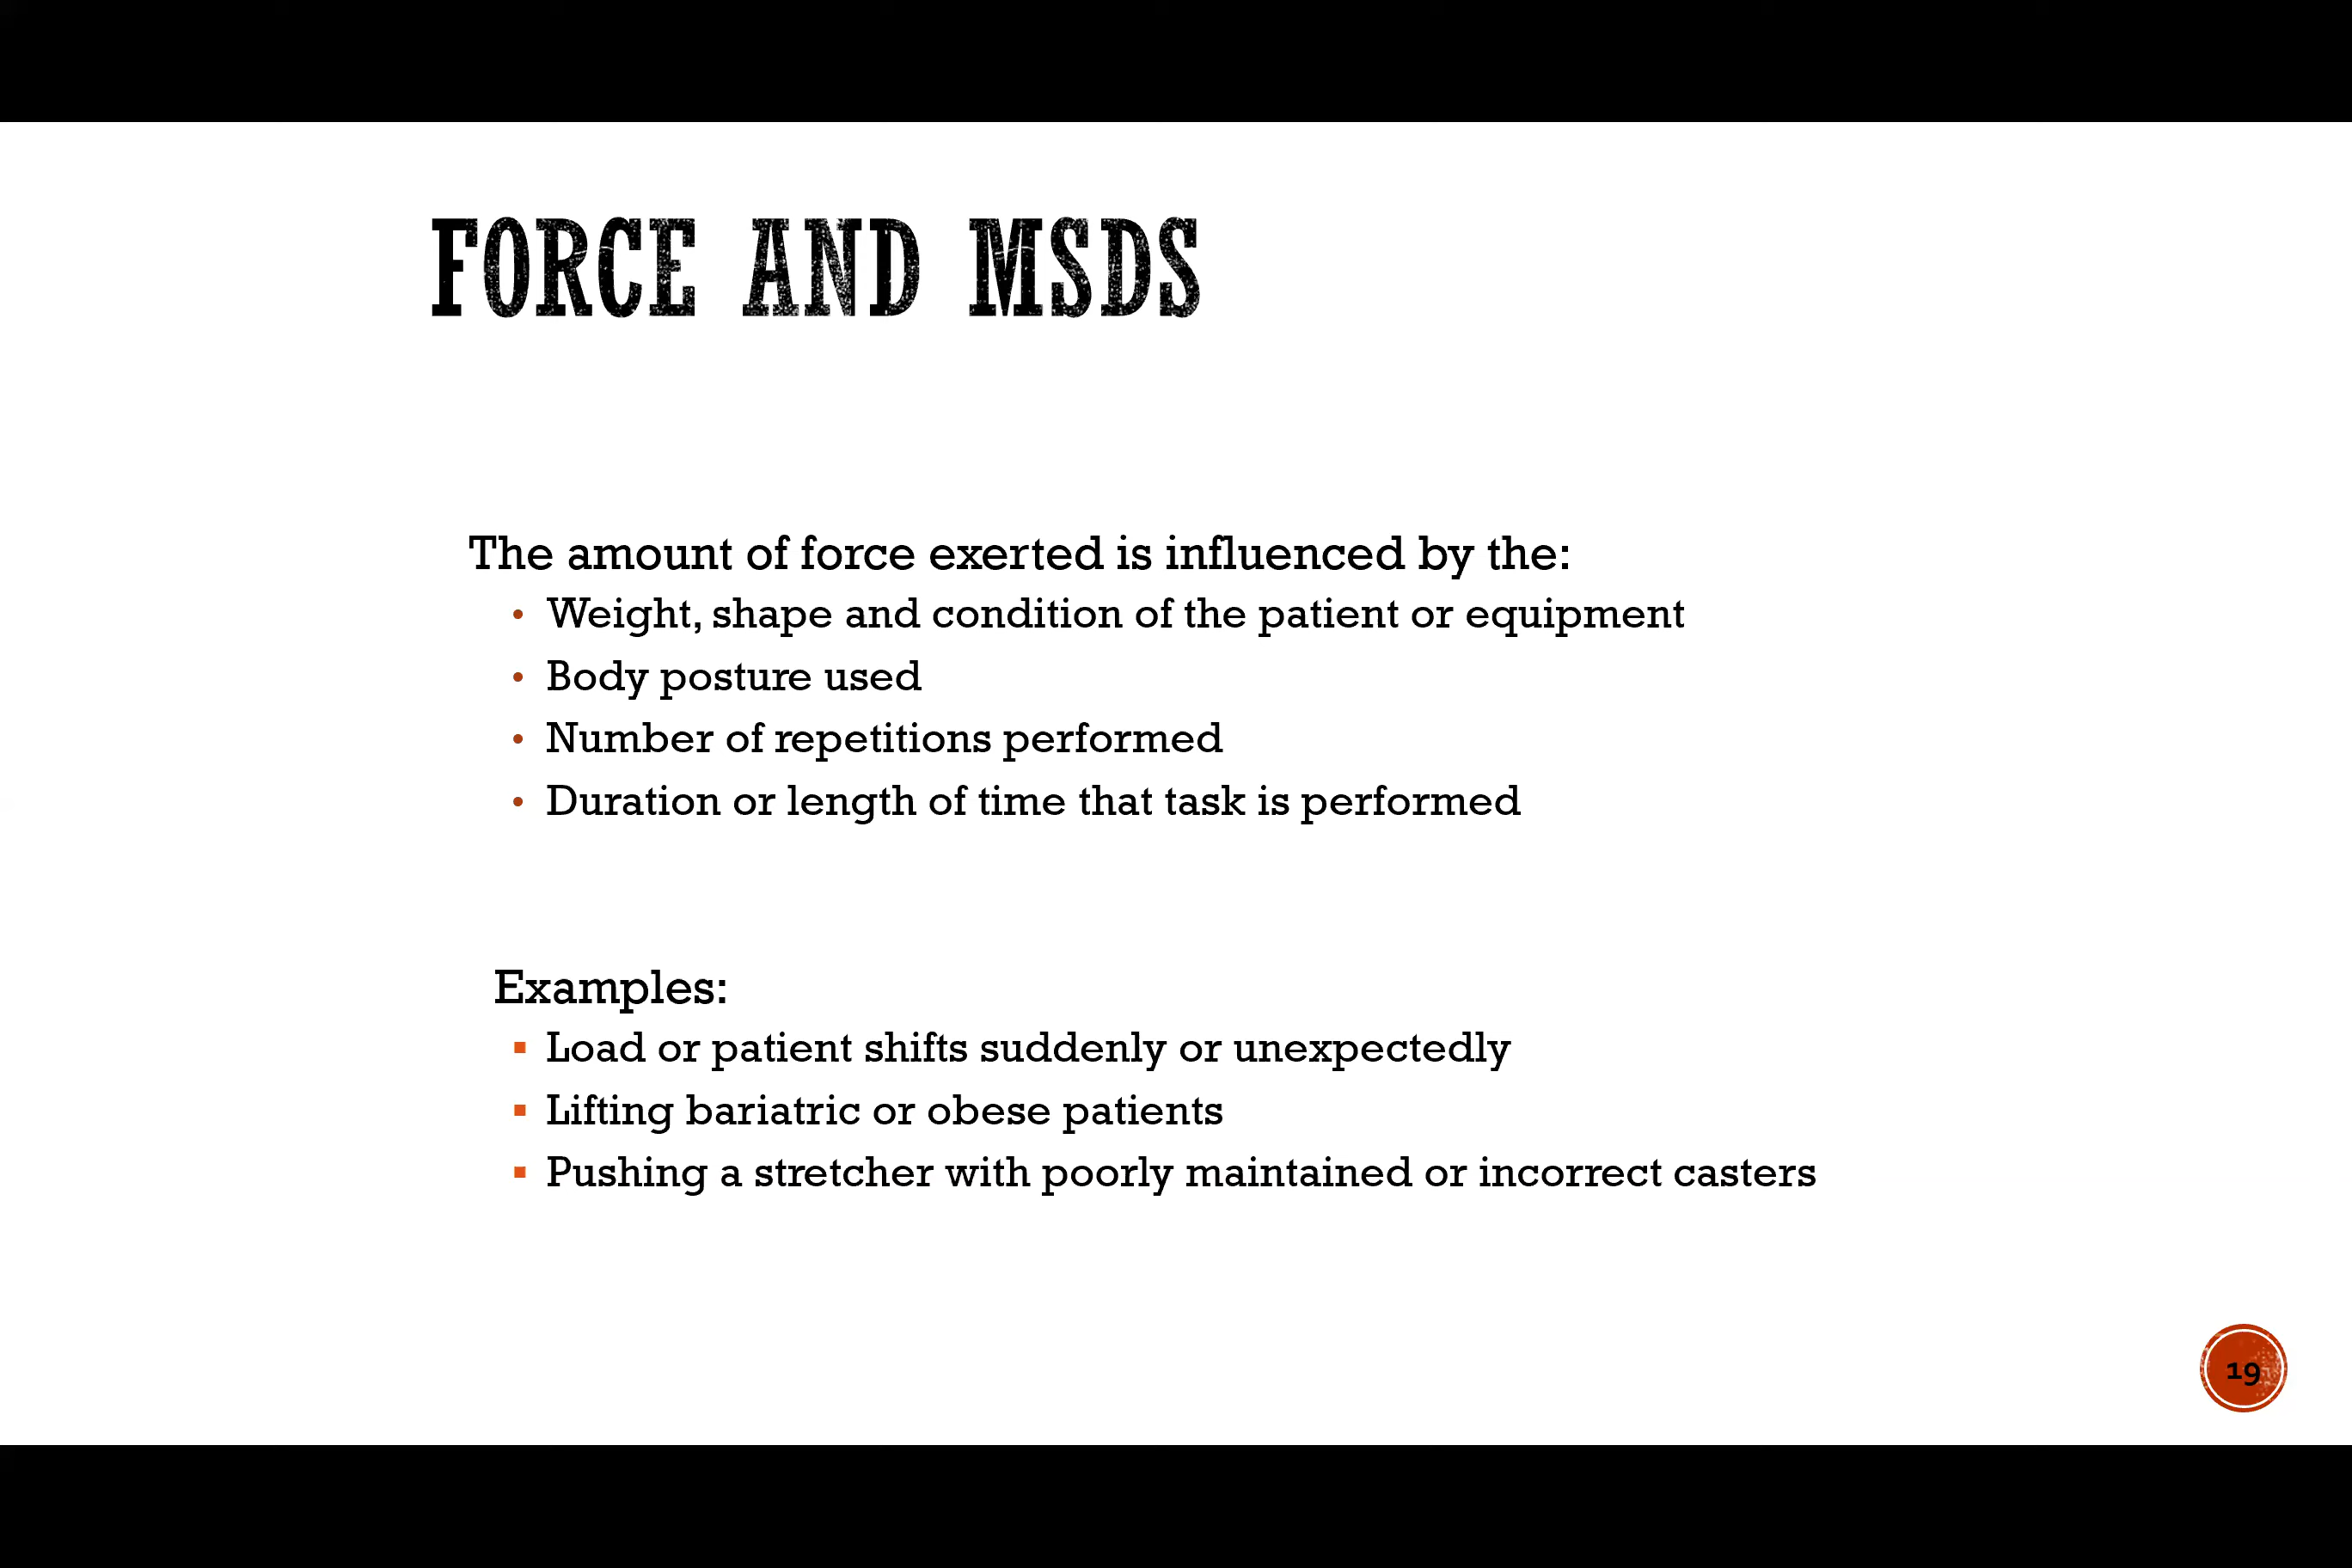 FORCE AND MSDS
The amount of force exerted is influenced by the:
• Weight, shape and condition of the patient or equipment
• Body posture used
• Number of repetitions performed
• Duration or length of time that task is performed
Examples:
▪ Load or patient shifts suddenly or unexpectedly
▪ Lifting bariatric or obese patients
▪ Pushing a stretcher with poorly maintained or incorrect casters
19